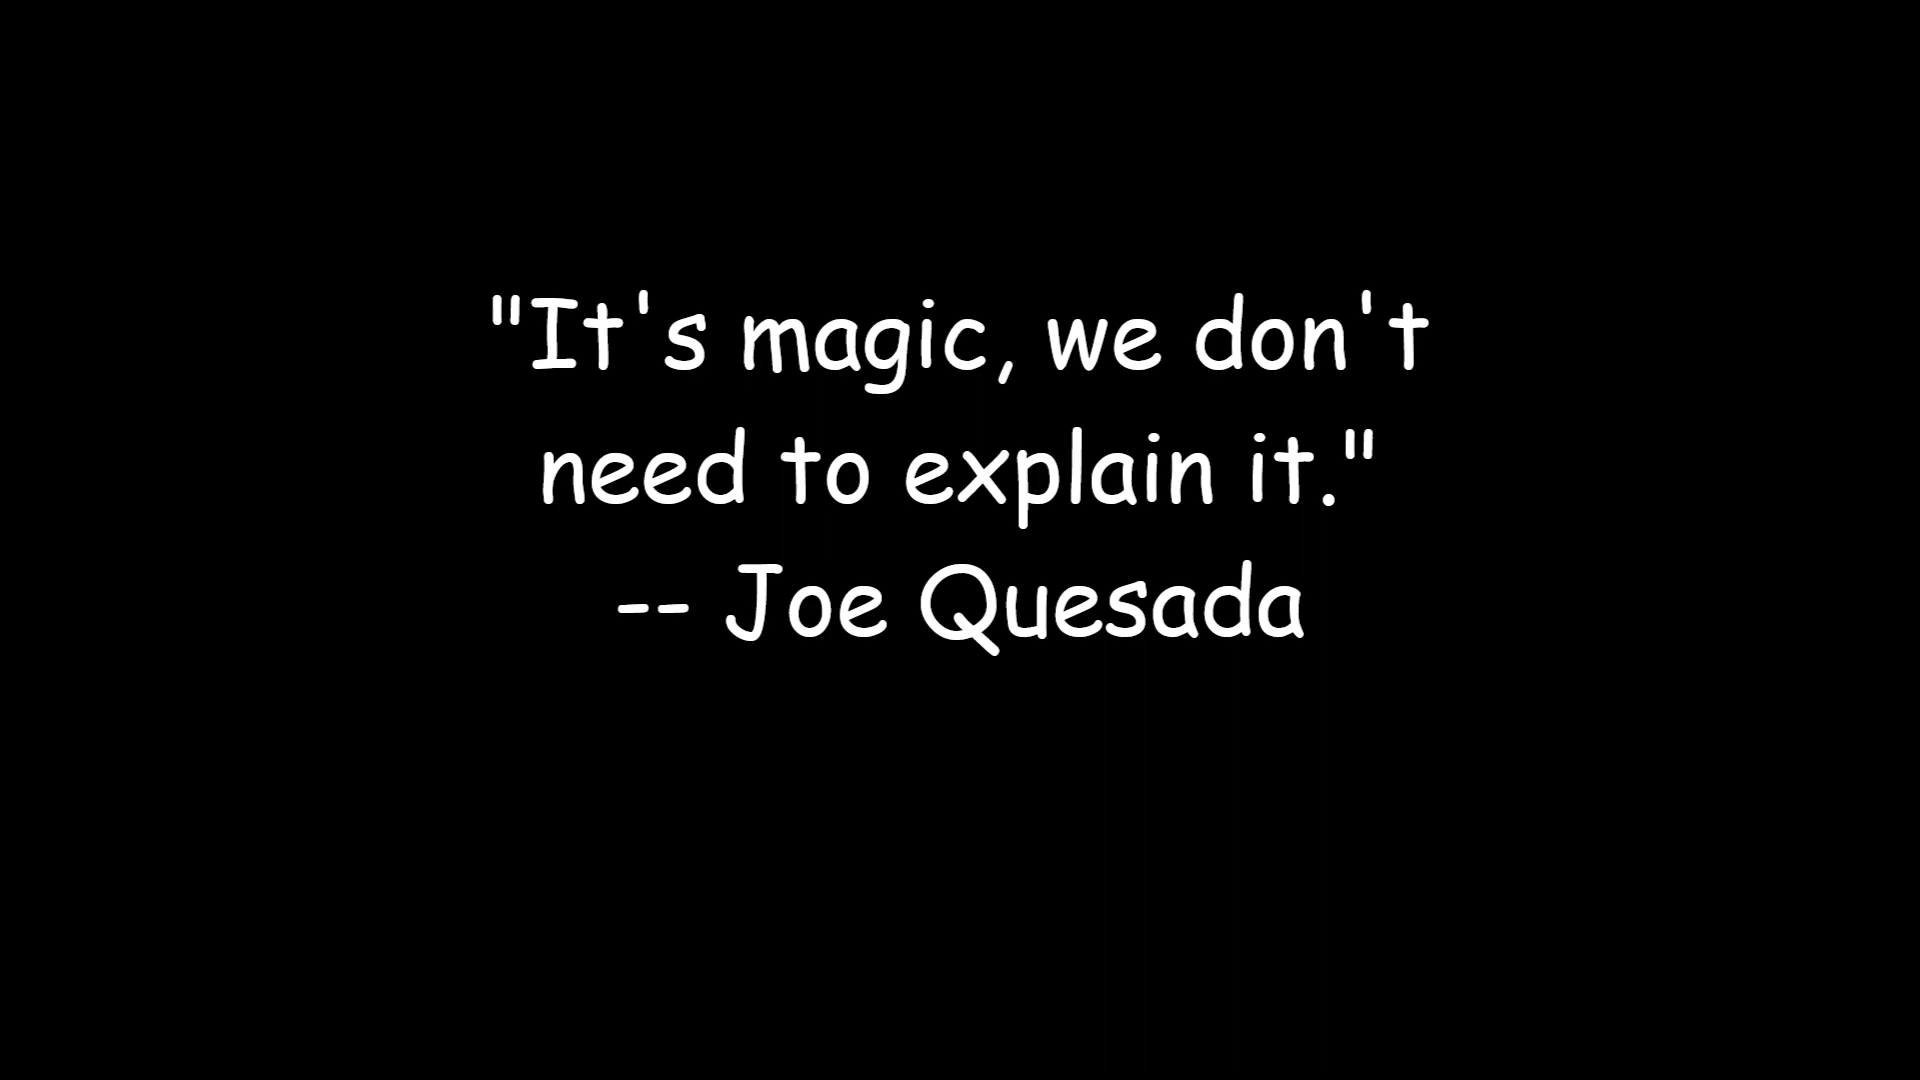 "It's magic, we don't
need to explain it."
-- Joe Quesada